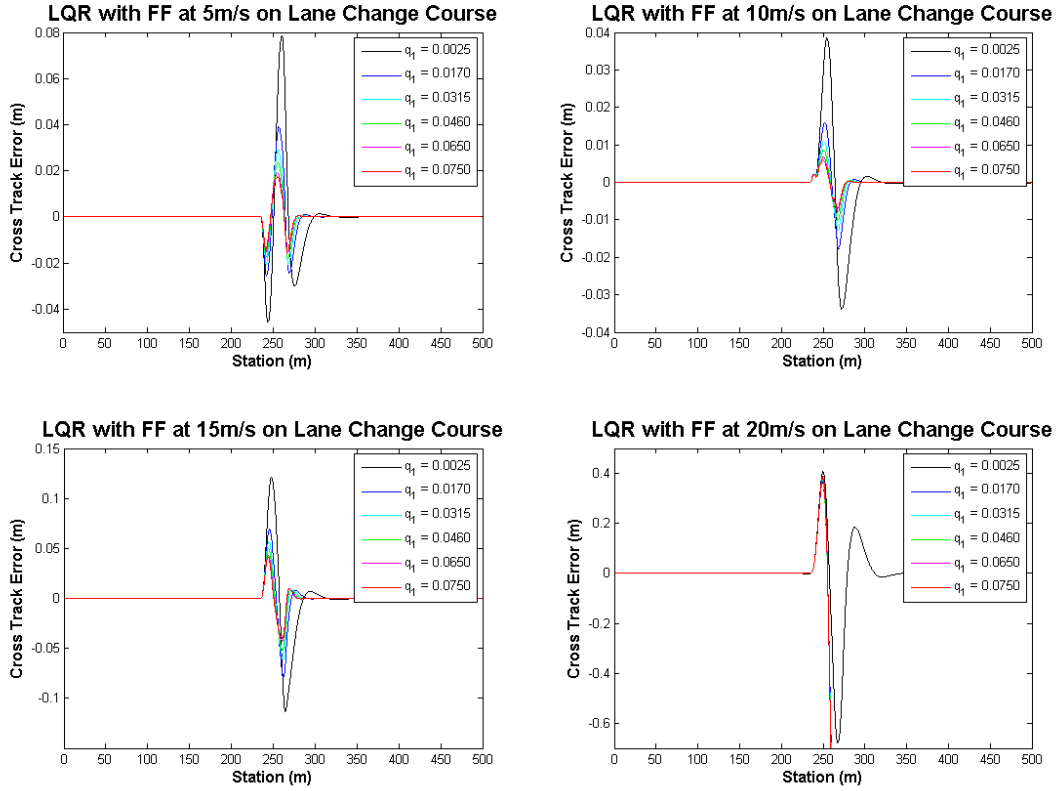 LQR with FF at 5m/s on Lane Change Course
Cross Track Error (m)
0.08
0.06
0.04
0.02
0
-0.02
-0.04
0 50 100 150 200 250 300 350 400 450 500
Station (m)
q1 = 0.0025
q1 = 0.0170
q1 = 0.0315
q1 = 0.0460
q1 = 0.0650
q1 = 0.0750
LQR with FF at 10m/s on Lane Change Course
Cross Track Error (m)
0.04
0.03
0.02
0.01
0
-0.01
-0.02
-0.03
-0.04
0 50 100 150 200 250 300 350 400 450 500
Station (m)
q1 = 0.0025
q1 = 0.0170
q1 = 0.0315
q1 = 0.0460
q1 = 0.0650
q1 = 0.0750
LQR with FF at 15m/s on Lane Change Course
Cross Track Error (m)
0.15
0.1
0.05
0
-0.05
-0.1
0 50 100 150 200 250 300 350 400 450 500
Station (m)
q1 = 0.0025
q1 = 0.0170
q1 = 0.0315
q1 = 0.0460
q1 = 0.0650
q1 = 0.0750
LQR with FF at 20m/s on Lane Change Course
Cross Track Error (m)
0.4
0.2
0
-0.2
-0.4
-0.6
0 50 100 150 200 250 300 350 400 450 500
Station (m)
q1 = 0.0025
q1 = 0.0170
q1 = 0.0315
q1 = 0.0460
q1 = 0.0650
q1 = 0.0750